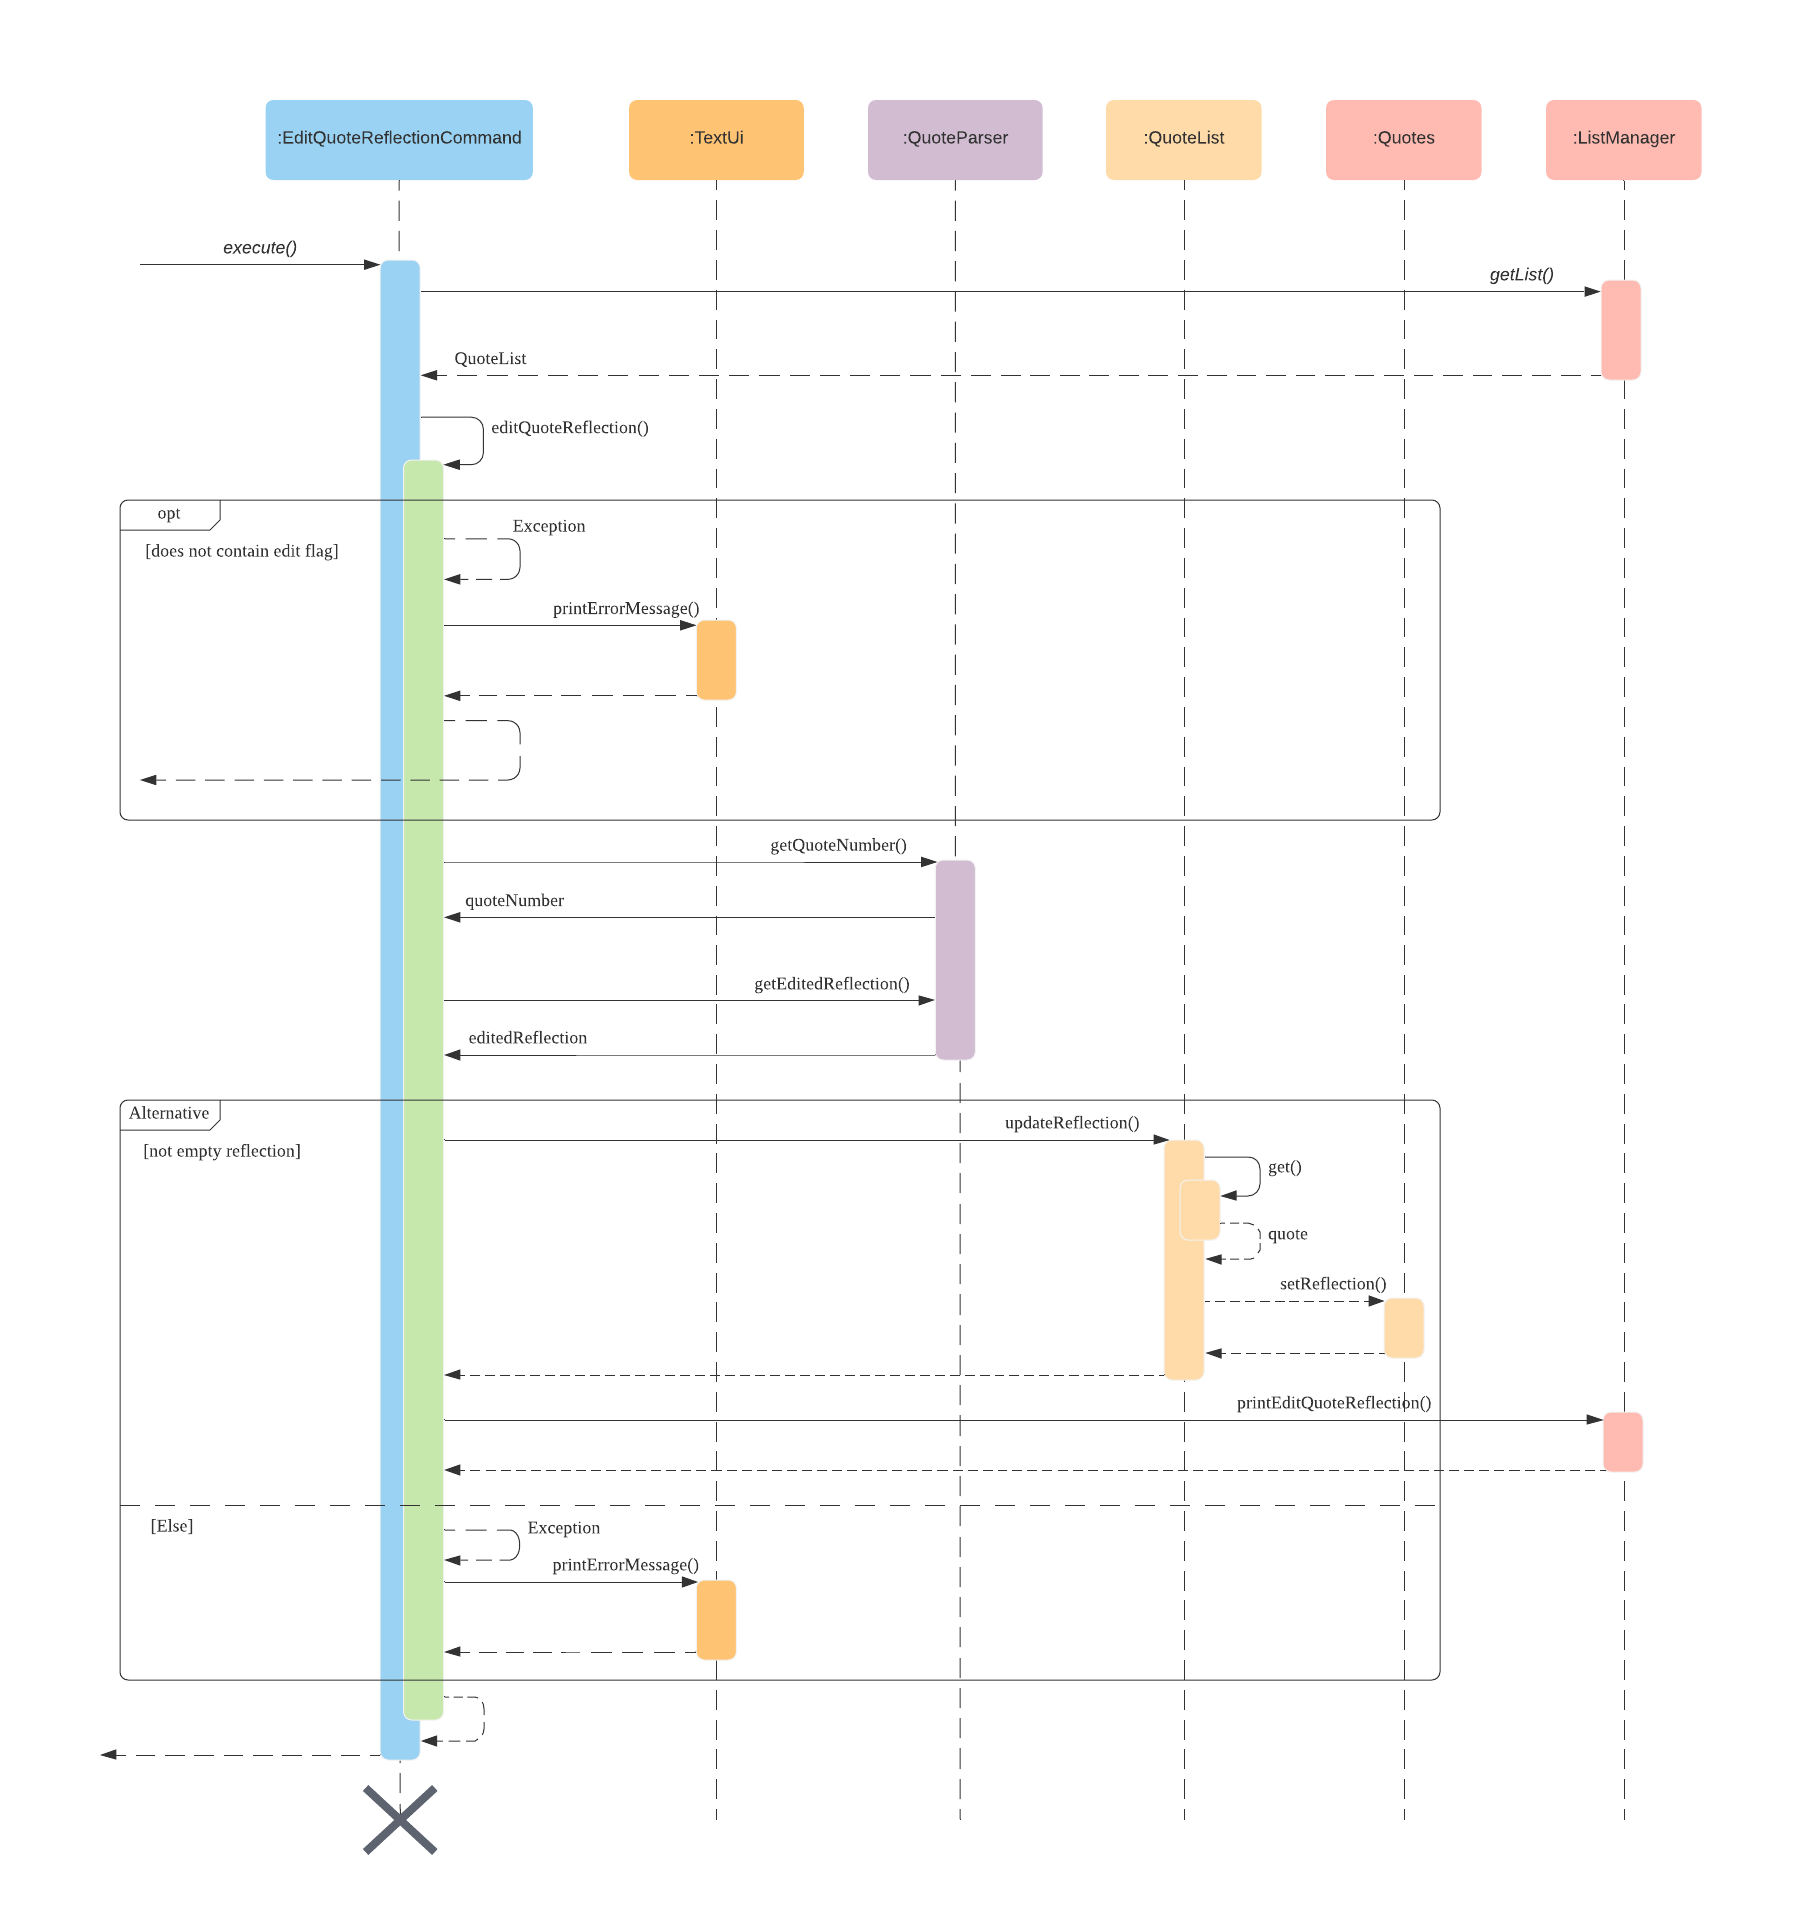 :EditQuoteReflectionCommand
:TextUi
:QuoteParser
:QuoteList
:Quotes
:ListManager
execute()
getList()
QuoteList
editQuoteReflection()
opt
Exception
[does not contain edit flag]
printErrorMessage()
getQuoteNumber()
quoteNumber
getEditedReflection()
editedReflection
Alternative
updateReflection()
[not empty reflection]
get()
quote
setReflection()
printEditQuoteReflection()
[Else]
Exception
printErrorMessage()